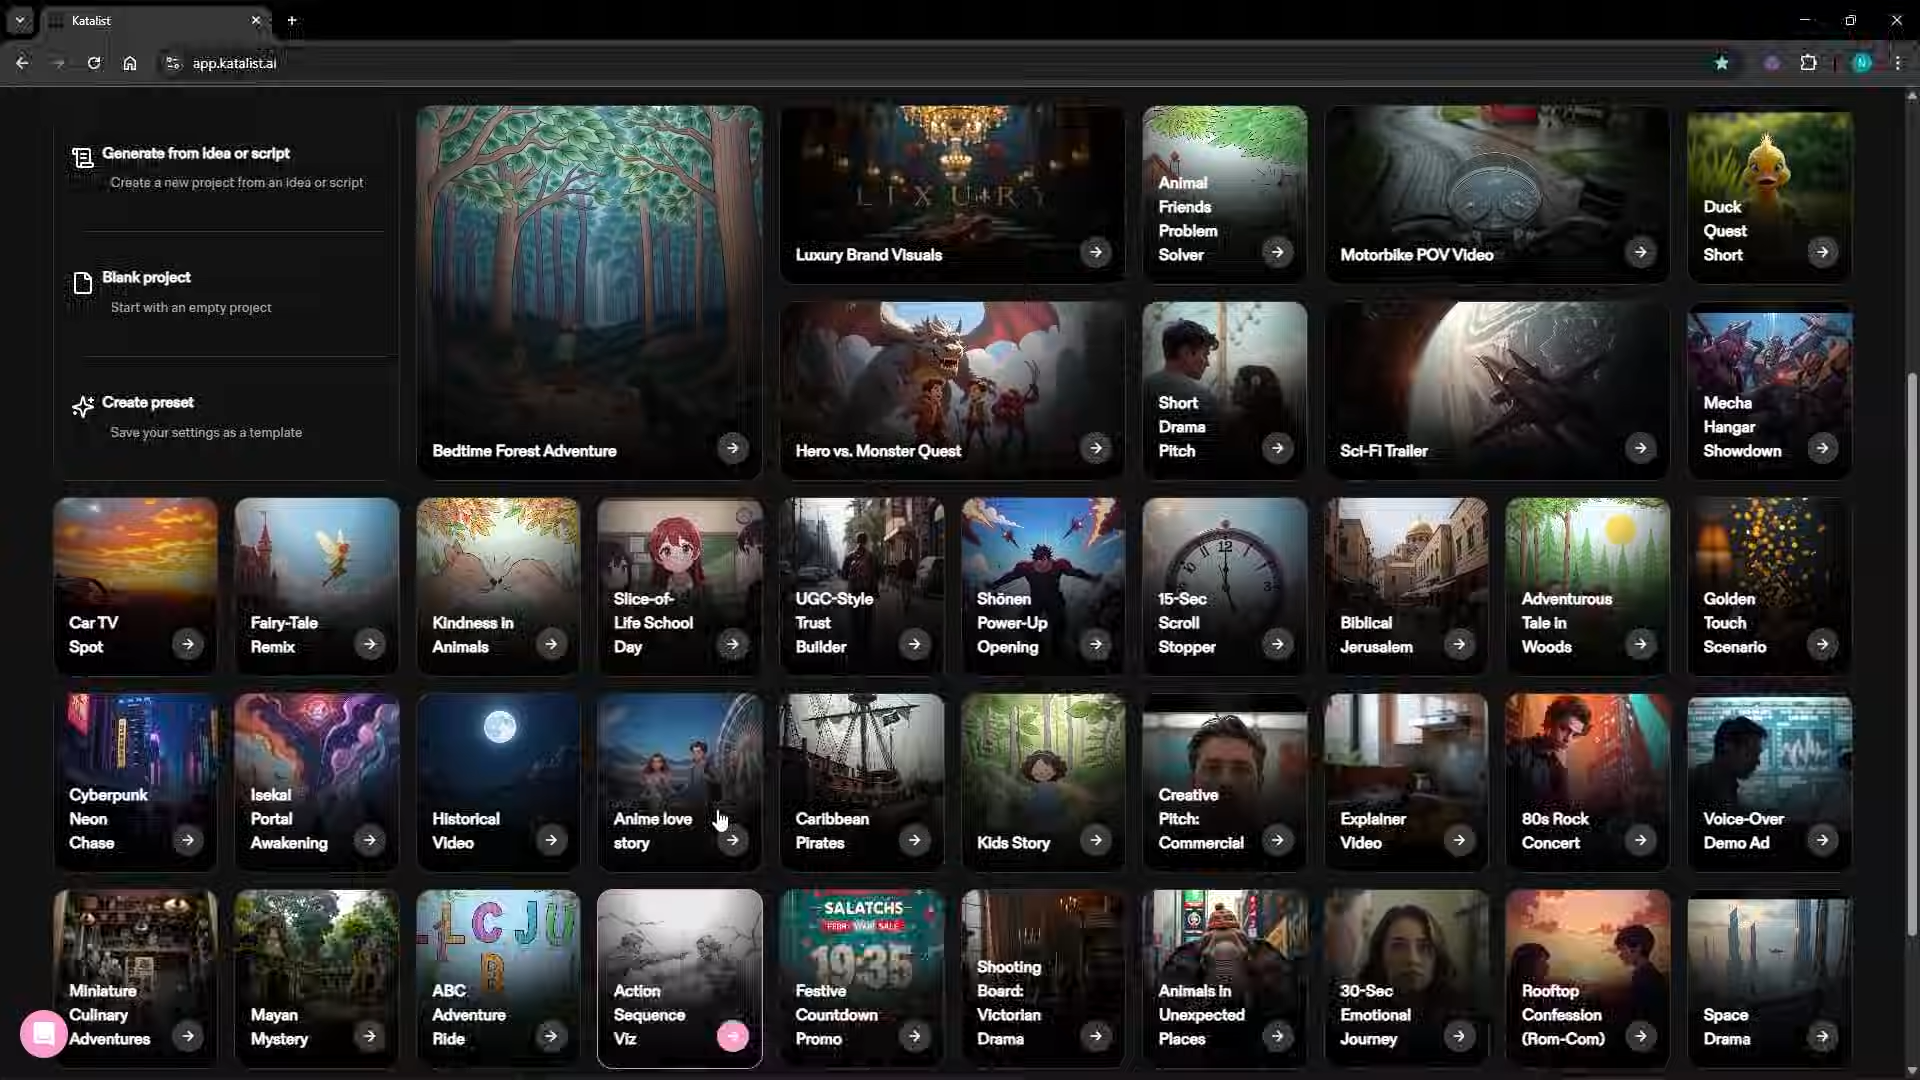 Katalist
app.katalist.ai
Generate from idea or script
Create a new project from an idea or script
Blank project
Start with an empty project
Create preset
Save your settings as a template
Bedtime Forest Adventure
LUXURY
Luxury Brand Visuals
Animal
Friends
Problem
Solver
Motorbike POV Video
Duck
Quest
Short
Hero vs. Monster Quest
Short
Drama
Pitch
Sci-Fi Trailer
Mecha
Hangar
Showdown
Car TV
Spot
Fairy-Tale
Remix
Kindness in
Animals
Slice-of-
Life School
Day
UGC-Style
Trust
Builder
Shōnen
Power-Up
Opening
12
3
15-Sec
Scroll
Stopper
Biblical
Jerusalem
Adventurous
Tale in
Woods
Golden
Touch
Scenario
Cyberpunk
Neon
Chase
Isekai
Portal
Awakening
Historical
Video
Anime love
story
Caribbean
Pirates
Kids Story
Creative
Pitch:
Commercial
Explainer
Video
80s Rock
Concert
Voice-Over
Demo Ad
Miniature
Culinary
Adventures
Mayan
Mystery
L C J U
R
ABC
Adventure
Ride
Action
Sequence
Viz
SALATCHS
SALE
19:35
Festive
Countdown
Promo
Shooting
Board:
Victorian
Drama
Animals in
Unexpected
Places
30-Sec
Emotional
Journey
Rooftop
Confession
(Rom-Com)
Space
Drama
N